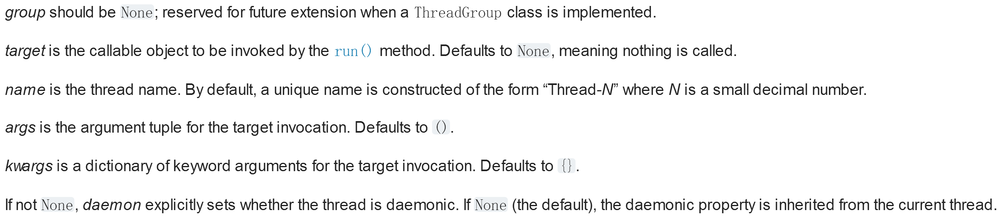 group should be None; reserved for future extension when a ThreadGroup class is implemented.
target is the callable object to be invoked by the run() method. Defaults to None, meaning nothing is called.
name is the thread name. By default, a unique name is constructed of the form “Thread-N” where N is a small decimal number.
args is the argument tuple for the target invocation. Defaults to ().
kwargs is a dictionary of keyword arguments for the target invocation. Defaults to {}.
If not None, daemon explicitly sets whether the thread is daemonic. If None (the default), the daemonic property is inherited from the current thread.